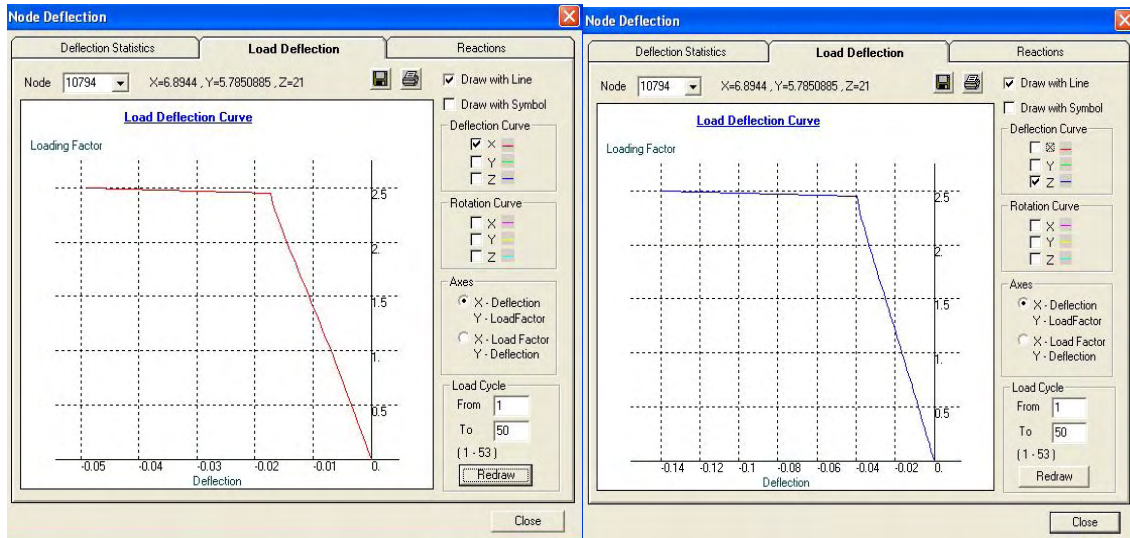 Node Deflection
Deflection Statistics
Load Deflection
Reactions
Node 10794 X=6.8944 , Y=5.7850885 , Z=21
Draw with Line
Draw with Symbol
Load Deflection Curve
Loading Factor
2.5
2.
1.5
1.
0.5
-0.05 -0.04 -0.03 -0.02 -0.01 0.
Deflection
Deflection Curve
X
Y
Z
Rotation Curve
X
Y
Z
Axes
X - Deflection
Y - LoadFactor
X - Load Factor
Y - Deflection
Load Cycle
From 1
To 50
( 1 - 53 )
Redraw
Close
Node Deflection
Deflection Statistics
Load Deflection
Reactions
Node 10794 X=6.8944 , Y=5.7850885 , Z=21
Draw with Line
Draw with Symbol
Load Deflection Curve
Loading Factor
2.5
2.
1.5
1.
0.5
-0.14 -0.12 -0.1 -0.08 -0.06 -0.04 -0.02 0.
Deflection
Deflection Curve
X
Y
Z
Rotation Curve
X
Y
Z
Axes
X - Deflection
Y - LoadFactor
X - Load Factor
Y - Deflection
Load Cycle
From 1
To 50
( 1 - 53 )
Redraw
Close